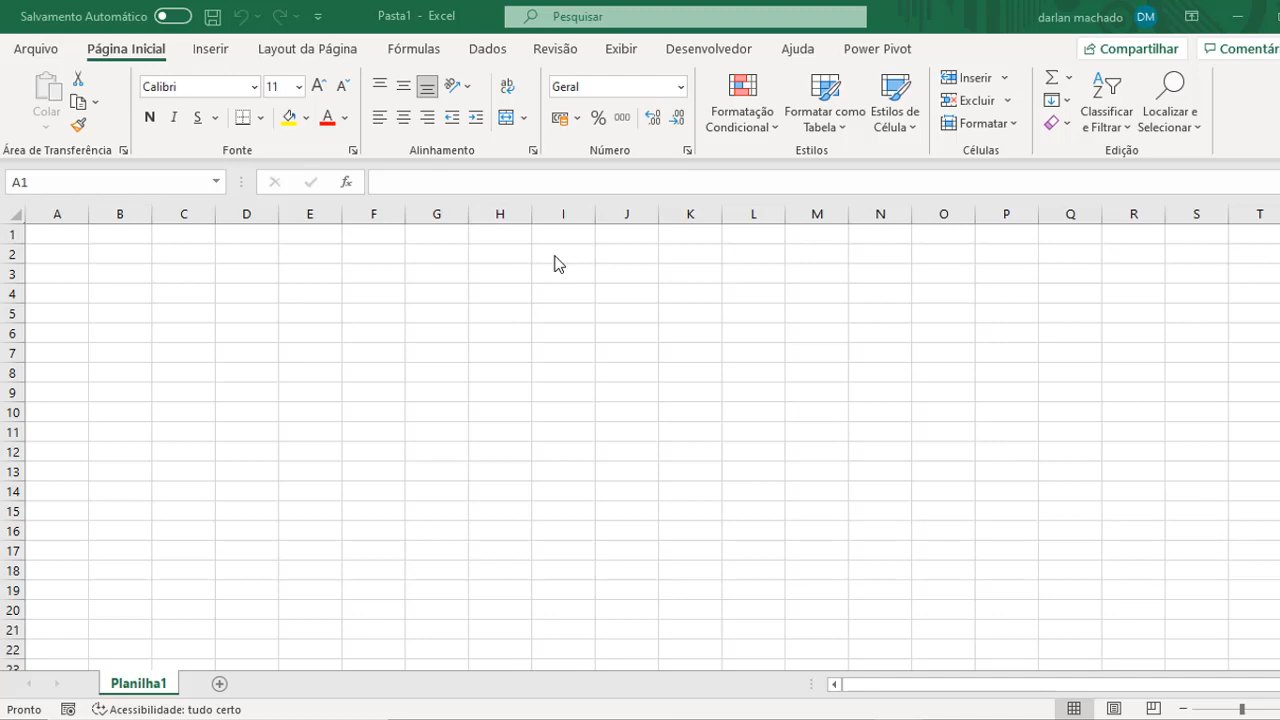 Salvamento Automático
Pasta1 - Excel
Pesquisar
darlan machado
DM
Arquivo
Página Inicial
Inserir
Layout da Página
Fórmulas
Dados
Revisão
Exibir
Desenvolvedor
Ajuda
Power Pivot
Compartilhar
Comentár
Colar
Área de Transferência
Calibri
11
N I S
Fonte
Alinhamento
Geral
% 000
Número
Formatação
Condicional
Formatar como
Tabela
Estilos de
Célula
Estilos
Inserir
Excluir
Formatar
Células
Classificar
e Filtrar
Localizar e
Selecionar
Edição
A1
fx
A B C D E F G H I J K L M N O P Q R S T
1
2
3
4
5
6
7
8
9
10
11
12
13
14
15
16
17
18
19
20
21
22
23
Planilha1
Pronto
Acessibilidade: tudo certo